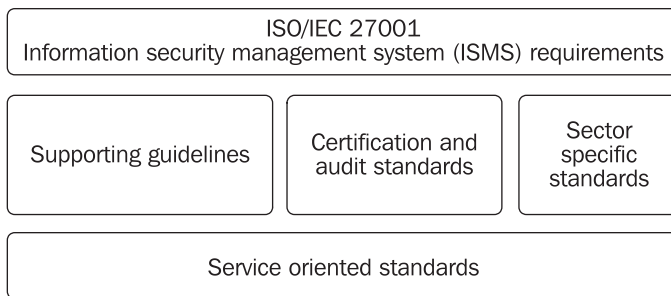 ISO/IEC 27001
Information security management system (ISMS) requirements
Supporting guidelines
Certification and
audit standards
Sector
specific
standards
Service oriented standards